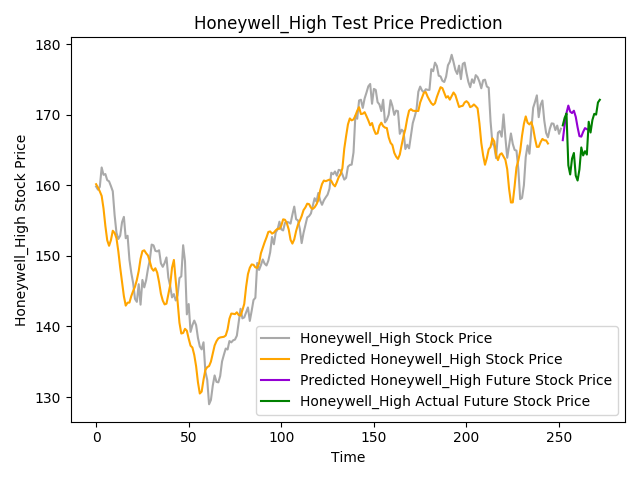 Honeywell_High Test Price Prediction
Honeywell_High Stock Price
180
170
160
150
140
130
0
50
100
150
200
250
Time
Honeywell_High Stock Price
Predicted Honeywell_High Stock Price
Predicted Honeywell_High Future Stock Price
Honeywell_High Actual Future Stock Price